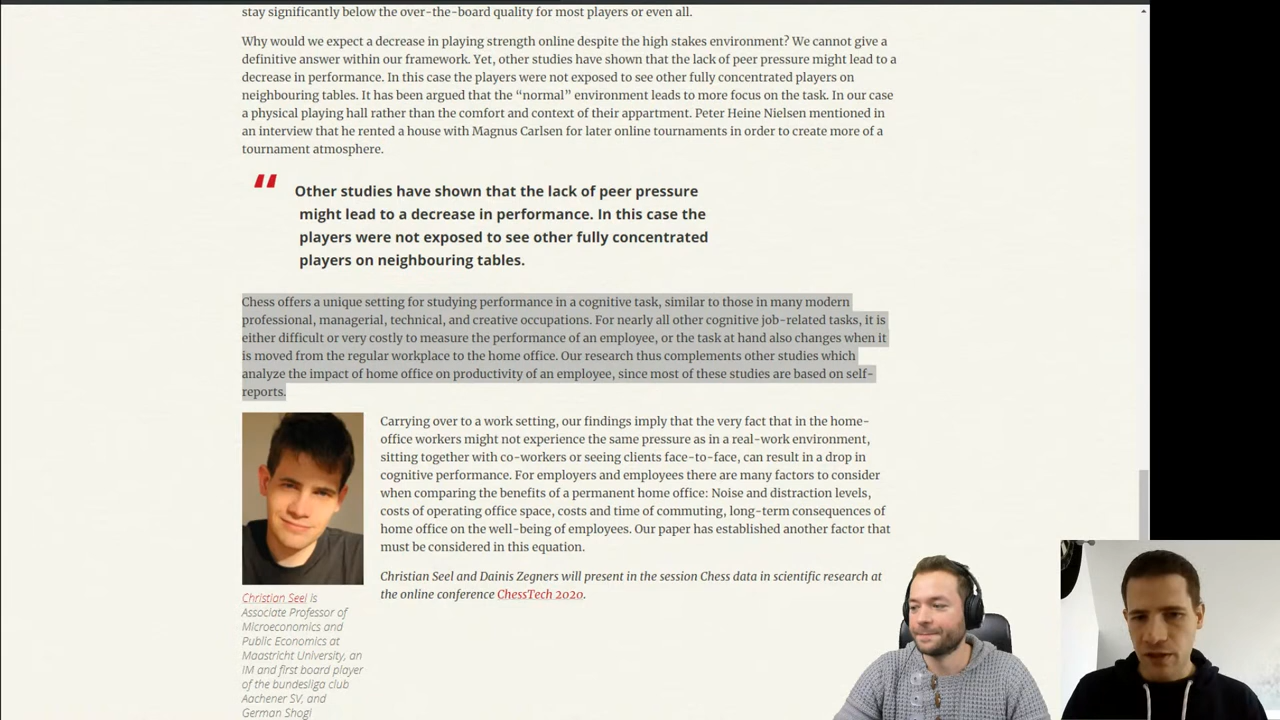 stay significantly below the over-the-board quality for most players or even all.
Why would we expect a decrease in playing strength online despite the high stakes environment? We cannot give a
definitive answer within our framework. Yet, other studies have shown that the lack of peer pressure might lead to a
decrease in performance. In this case the players were not exposed to see other fully concentrated players on
neighbouring tables. It has been argued that the “normal” environment leads to more focus on the task. In our case
a physical playing hall rather than the comfort and context of their appartment. Peter Heine Nielsen mentioned in
an interview that he rented a house with Magnus Carlsen for later online tournaments in order to create more of a
tournament atmosphere.
“ Other studies have shown that the lack of peer pressure
might lead to a decrease in performance. In this case the
players were not exposed to see other fully concentrated
players on neighbouring tables.
Chess offers a unique setting for studying performance in a cognitive task, similar to those in many modern
professional, managerial, technical, and creative occupations. For nearly all other cognitive job-related tasks, it is
either difficult or very costly to measure the performance of an employee, or the task at hand also changes when it
is moved from the regular workplace to the home office. Our research thus complements other studies which
analyze the impact of home office on productivity of an employee, since most of these studies are based on self-
reports.
Carrying over to a work setting, our findings imply that the very fact that in the home-
office workers might not experience the same pressure as in a real-work environment,
sitting together with co-workers or seeing clients face-to-face, can result in a drop in
cognitive performance. For employers and employees there are many factors to consider
when comparing the benefits of a permanent home office: Noise and distraction levels,
costs of operating office space, costs and time of commuting, long-term consequences of
home office on the well-being of employees. Our paper has established another factor that
must be considered in this equation.
Christian Seel and Dainis Zegners will present in the session Chess data in scientific research at
the online conference ChessTech 2020.
Christian Seel is
Associate Professor of
Microeconomics and
Public Economics at
Maastricht University, an
IM and first board player
of the bundesliga club
Aachener SV, and
German Shogi